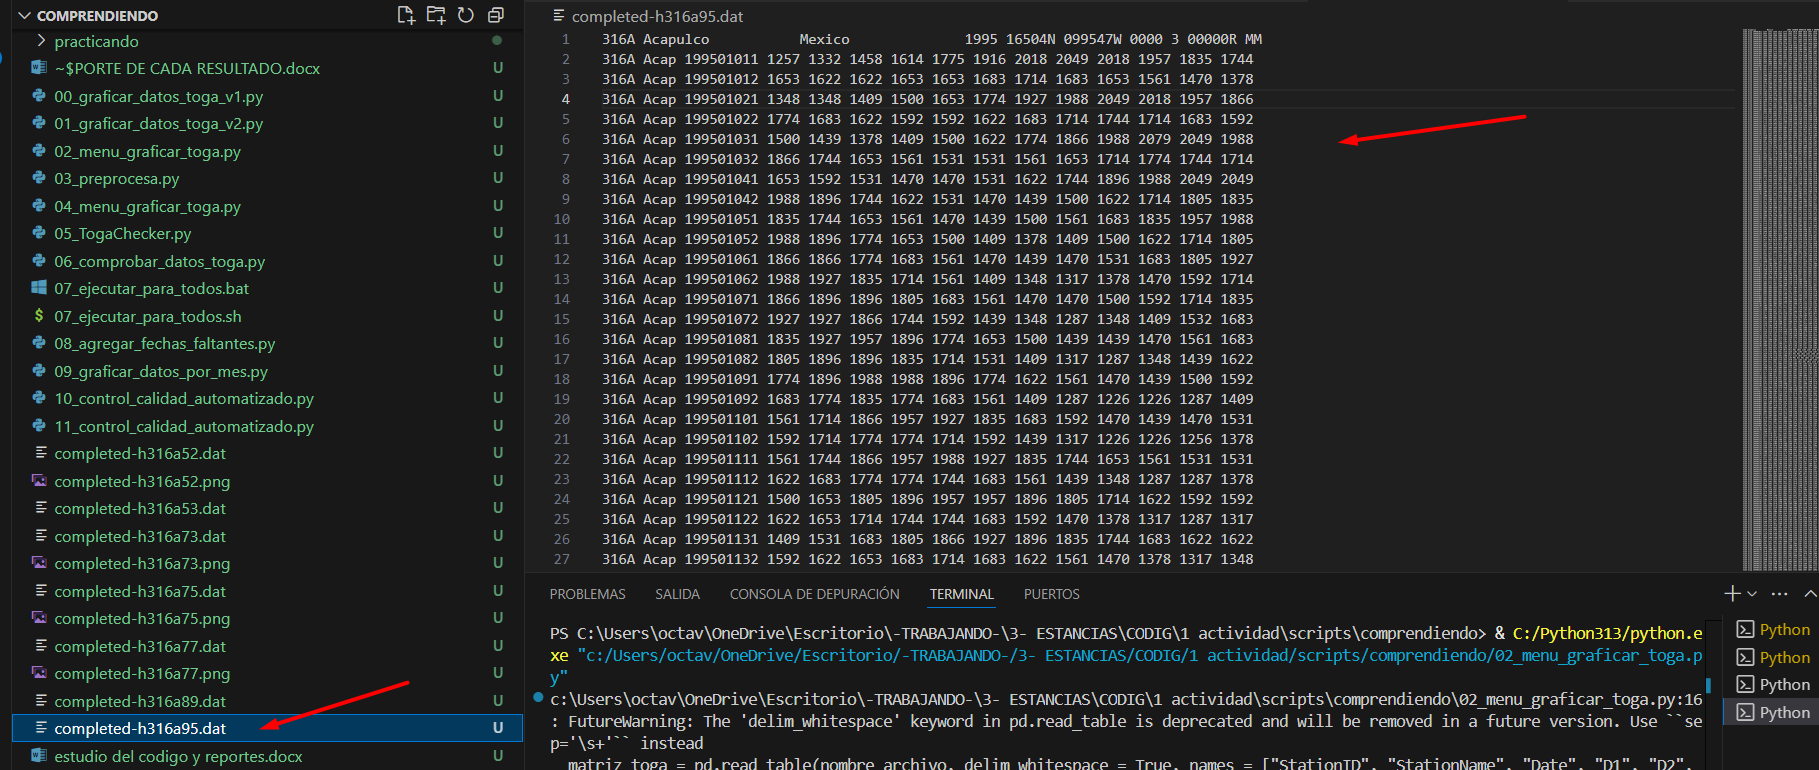 COMPRENDIENDO
practicando
~$PORTE DE CADA RESULTADO.docx U
00_graficar_datos_toga_v1.py U
01_graficar_datos_toga_v2.py U
02_menu_graficar_toga.py U
03_preprocesa.py U
04_menu_graficar_toga.py U
05_TogaChecker.py U
06_comprobar_datos_toga.py U
07_ejecutar_para_todos.bat U
$ 07_ejecutar_para_todos.sh U
08_agregar_fechas_faltantes.py U
09_graficar_datos_por_mes.py U
10_control_calidad_automatizado.py U
11_control_calidad_automatizado.py U
completed-h316a52.dat U
completed-h316a52.png U
completed-h316a53.dat U
completed-h316a73.dat U
completed-h316a73.png U
completed-h316a75.dat U
completed-h316a75.png U
completed-h316a77.dat U
completed-h316a77.png U
completed-h316a89.dat U
completed-h316a95.dat U
estudio del codigo y reportes.docx U
completed-h316a95.dat
1 316A Acapulco Mexico 1995 16504N 099547W 0000 3 00000R MM
2 316A Acap 199501011 1257 1332 1458 1614 1775 1916 2018 2049 2018 1957 1835 1744
3 316A Acap 199501012 1653 1622 1622 1653 1653 1683 1714 1683 1653 1561 1470 1378
4 316A Acap 199501021 1348 1348 1409 1500 1653 1774 1927 1988 2049 2018 1957 1866
5 316A Acap 199501022 1774 1683 1622 1592 1592 1622 1683 1714 1744 1714 1683 1592
6 316A Acap 199501031 1500 1439 1378 1409 1500 1622 1774 1866 1988 2079 2049 1988
7 316A Acap 199501032 1866 1744 1653 1561 1531 1531 1561 1653 1714 1774 1744 1714
8 316A Acap 199501041 1653 1592 1531 1470 1470 1531 1622 1744 1896 1988 2049 2049
9 316A Acap 199501042 1988 1896 1744 1622 1531 1470 1439 1500 1622 1714 1805 1835
10 316A Acap 199501051 1835 1744 1653 1561 1470 1439 1500 1561 1683 1835 1957 1988
11 316A Acap 199501052 1988 1896 1774 1653 1500 1409 1378 1409 1500 1622 1714 1805
12 316A Acap 199501061 1866 1866 1774 1683 1561 1470 1439 1470 1531 1683 1805 1927
13 316A Acap 199501062 1988 1927 1835 1714 1561 1409 1348 1317 1378 1470 1592 1714
14 316A Acap 199501071 1866 1896 1896 1805 1683 1561 1470 1470 1500 1592 1714 1835
15 316A Acap 199501072 1927 1927 1866 1744 1592 1439 1348 1287 1348 1409 1532 1683
16 316A Acap 199501081 1835 1927 1957 1896 1774 1653 1500 1439 1439 1470 1561 1683
17 316A Acap 199501082 1805 1896 1896 1835 1714 1531 1409 1317 1287 1348 1439 1622
18 316A Acap 199501091 1774 1896 1988 1988 1896 1774 1622 1561 1470 1439 1500 1592
19 316A Acap 199501092 1683 1774 1835 1774 1683 1561 1409 1287 1226 1226 1287 1409
20 316A Acap 199501101 1561 1714 1866 1957 1927 1835 1683 1592 1470 1439 1470 1531
21 316A Acap 199501102 1592 1714 1774 1774 1714 1592 1439 1317 1226 1226 1256 1378
22 316A Acap 199501111 1561 1744 1866 1957 1988 1927 1835 1744 1653 1561 1531 1531
23 316A Acap 199501112 1622 1683 1774 1774 1744 1683 1561 1439 1348 1287 1287 1378
24 316A Acap 199501121 1500 1653 1805 1896 1957 1957 1896 1805 1714 1622 1592 1592
25 316A Acap 199501122 1622 1653 1714 1744 1744 1683 1592 1470 1378 1317 1287 1317
26 316A Acap 199501131 1409 1531 1683 1805 1866 1927 1896 1835 1744 1683 1622 1622
27 316A Acap 199501132 1592 1622 1653 1683 1714 1683 1622 1561 1470 1378 1317 1348
PROBLEMAS SALIDA CONSOLA DE DEPURACIÓN TERMINAL PUERTOS
PS C:\Users\octav\OneDrive\Escritorio\-TRABAJANDO-\3- ESTANCIAS\CODIG\1 actividad\scripts\comprendiendo> & C:/Python313/python.e
xe "c:/Users/octav/OneDrive/Escritorio/-TRABAJANDO-/3- ESTANCIAS/CODIG/1 actividad/scripts/comprendiendo/02_menu_graficar_toga.p
y"
c:\Users\octav\OneDrive\Escritorio\-TRABAJANDO-\3- ESTANCIAS\CODIG\1 actividad\scripts\comprendiendo\02_menu_graficar_toga.py:16
: FutureWarning: The 'delim_whitespace' keyword in pd.read_table is deprecated and will be removed in a future version. Use ``se
p='\s+'`` instead
matriz_toga = pd.read_table(nombre_archivo, delim_whitespace = True, names = ["StationID", "StationName", "Date", "D1", "D2",
Python
Python
Python
Python